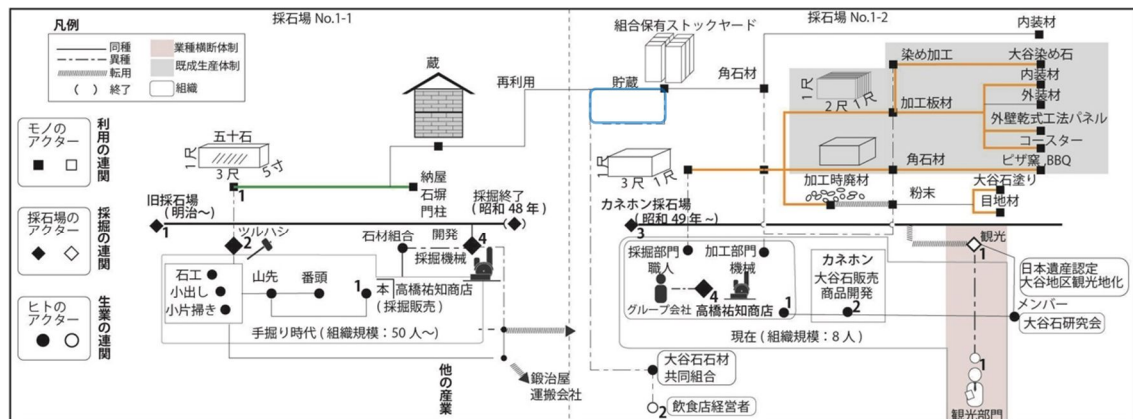 採石場 No.1-1
採石場 No.1-2
凡例
同種
異種
転用
( ) 終了
業種横断体制
既成生産体制
組織
モノの
アクター
利用の連関
採石場の
アクター
採掘の連関
ヒトの
アクター
生業の連関
蔵
再利用
五十石
1尺
3尺
5寸
1
納屋
石塀
門柱
旧採石場
(明治~)
1
採掘終了
(昭和 48 年)
ツルハシ
2
石材組合
開発
4
採掘機械
石工
小出し
小片掃き
山先
番頭
1
本
高橋祐知商店
(採掘販売)
手掘り時代 (組織規模:50 人~)
他の産業
鍛治屋
運搬会社
組合保有ストックヤード
貯蔵
角石材
内装材
染め加工
大谷染め石
1尺
2尺
1尺
加工板材
内装材
外装材
外壁乾式工法パネル
コースター
ピザ窯 ,BBQ
1尺
3尺
1尺
角石材
加工時廃材
粉末
大谷石塗り
目地材
カネホン採石場
(昭和 49 年 ~)
3
採掘部門
職人
加工部門
機械
4
グループ会社
高橋祐知商店
1
カネホン
大谷石販売
商品開発
2
現在 (組織規模:8 人)
観光
1
日本遺産認定
大谷地区観光地化
メンバー
大谷石研究会
大谷石石材
共同組合
2
飲食店経営者
1
観光部門